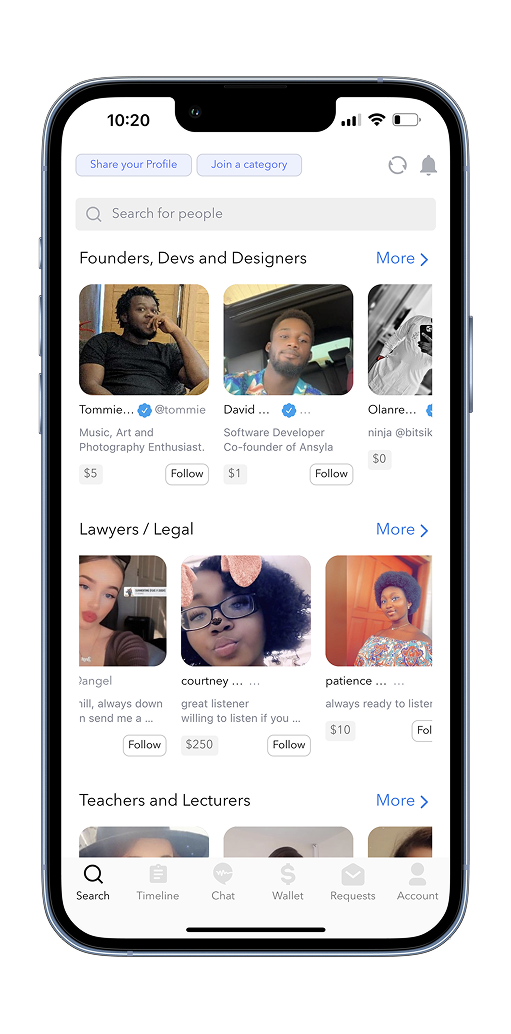 10:20
Share your Profile
Join a category
Search for people
Founders, Devs and Designers
More
Tommie... @tommie
David ... ...
Olanre...
Music, Art and
Photography Enthusiast.
Software Developer
Co-founder of Ansyla
ninja @bitsik
$5
Follow
$1
Follow
$0
Lawyers / Legal
More
angel
courtney ... ...
patience ... ...
hill, always down
n send me a ...
great listener
willing to listen if you ...
always ready to listen
Follow
$250
Follow
$10
Fol
Teachers and Lecturers
More
Search
Timeline
Chat
Wallet
Requests
Account